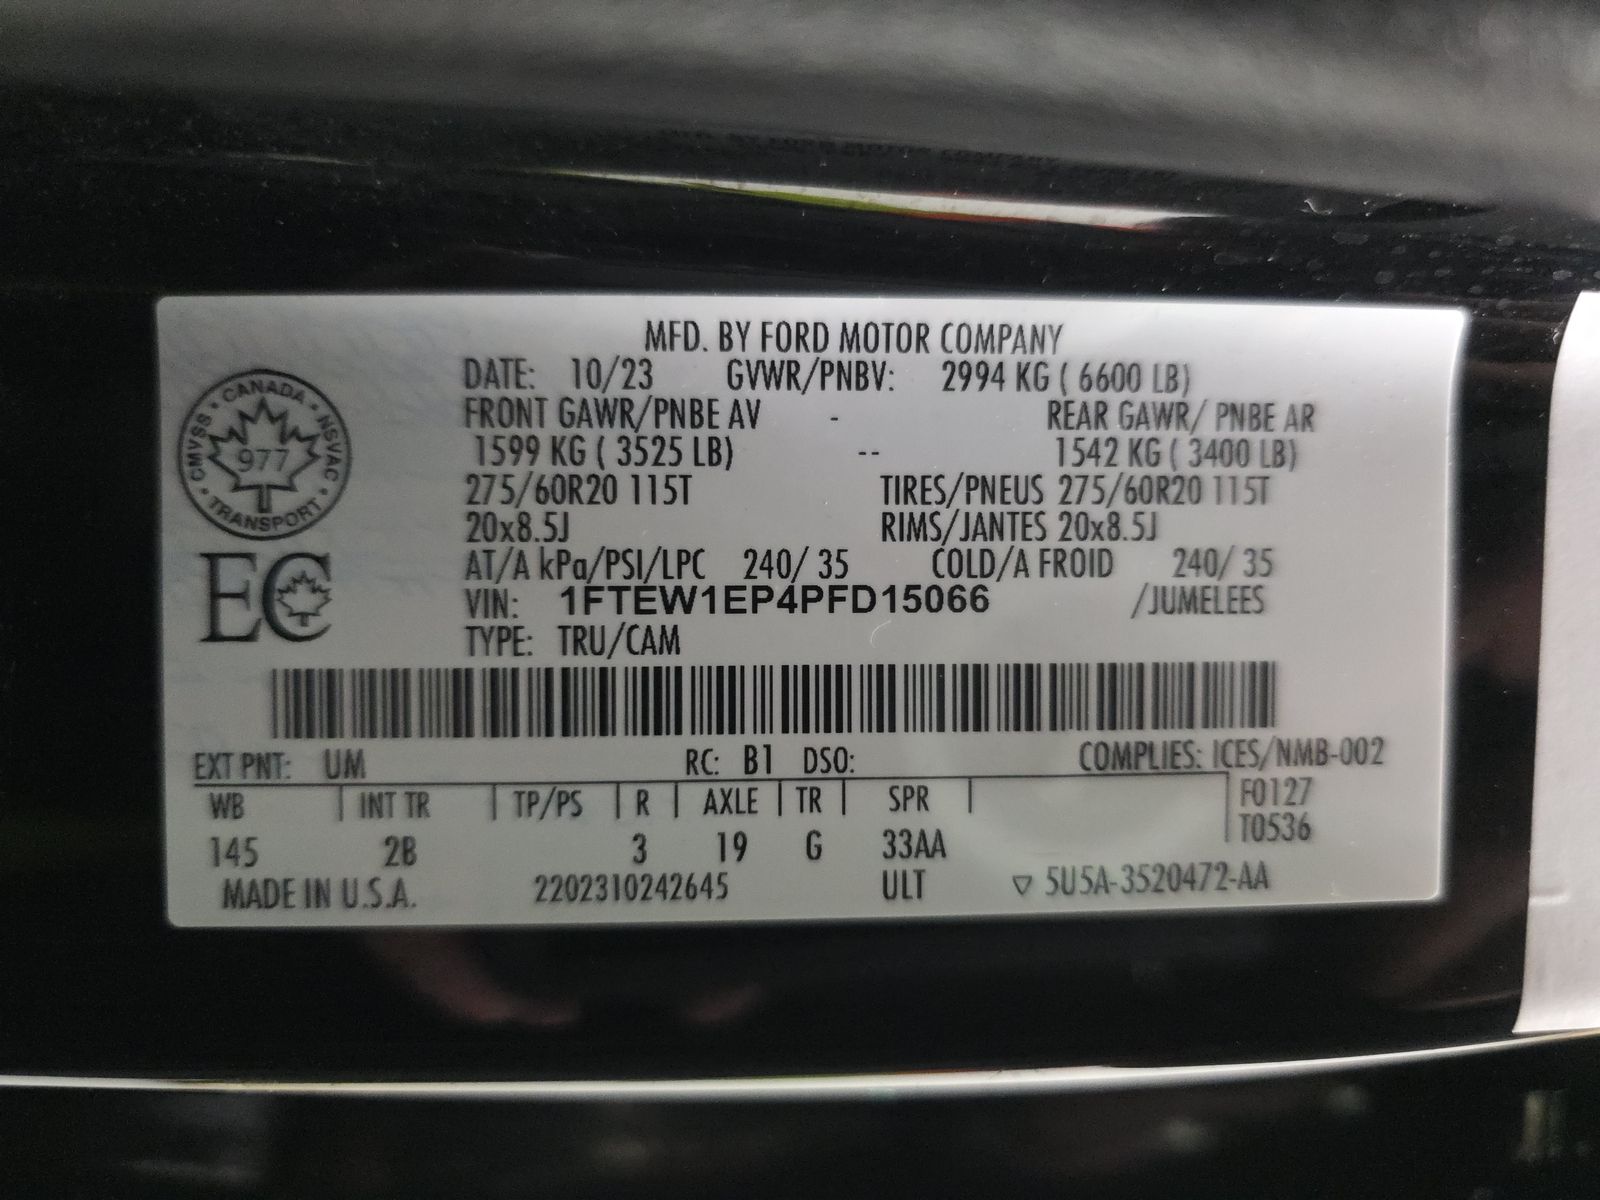 MFD. BY FORD MOTOR COMPANY
DATE: 10/23 GVWR/PNBV: 2994 KG ( 6600 LB)
FRONT GAWR/PNBE AV - REAR GAWR/ PNBE AR
1599 KG ( 3525 LB) -- 1542 KG ( 3400 LB)
275/60R20 115T TIRES/PNEUS 275/60R20 115T
20x8.5J RIMS/JANTES 20x8.5J
AT/A kPa/PSI/LPC 240/ 35 COLD/A FROID 240/ 35
VIN: 1FTEW1EP4PFD15066 /JUMELEES
TYPE: TRU/CAM
CANADA
CMVSS • NSVAC
977
TRANSPORT
EC
EXT PNT: UM RC: B1 DSO: COMPLIES: ICES/NMB-002
WB | INT TR | TP/PS | R | AXLE | TR | SPR | F0127
T0536
145 2B 3 19 G 33AA
MADE IN U.S.A. 2202310242645 ULT ▽ 5U5A-3520472-AA